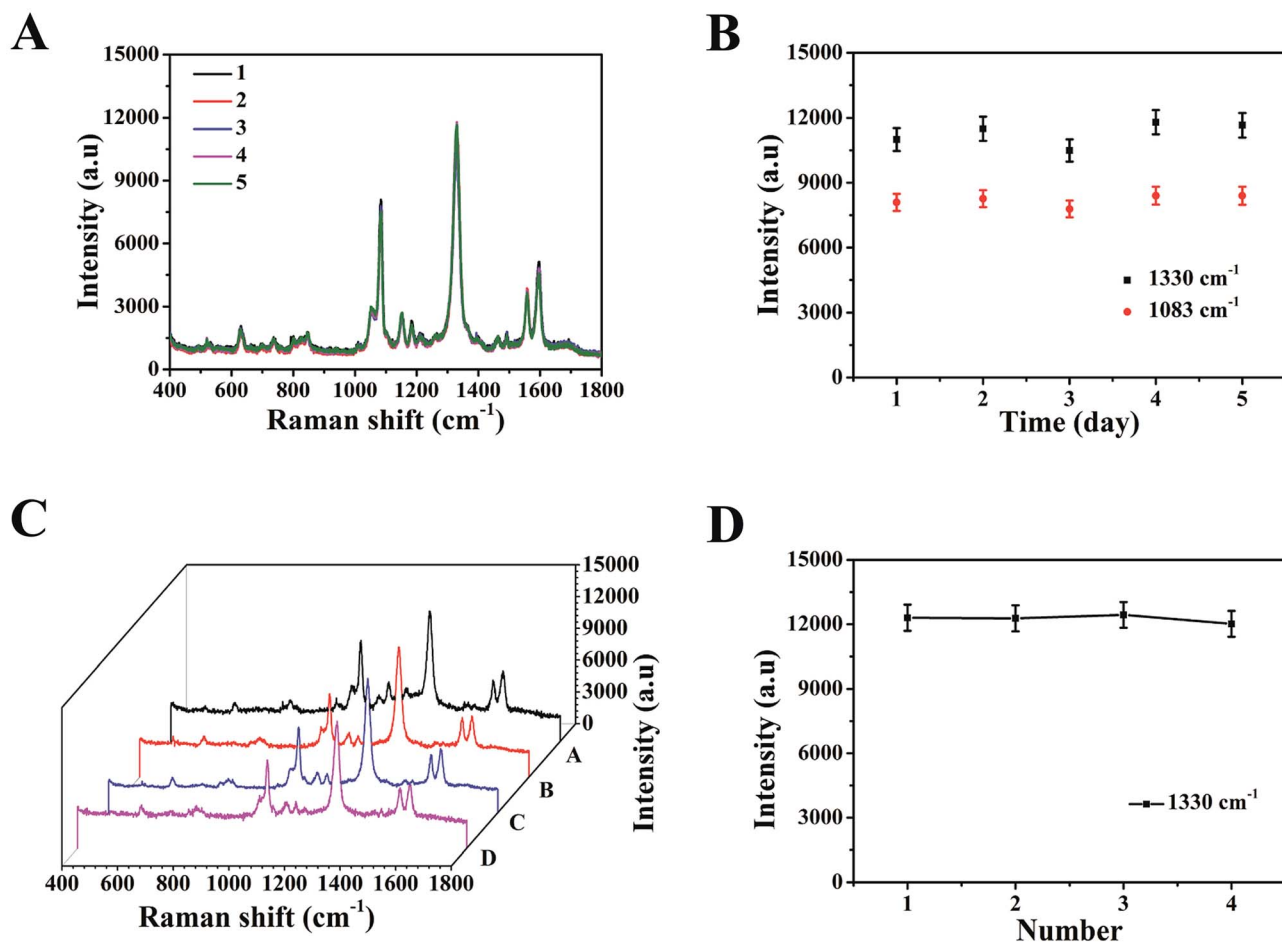 A
15000
12000
9000
6000
3000
0
Intensity (a.u)
1
2
3
4
5
400 600 800 1000 1200 1400 1600 1800
Raman shift (cm-1)
B
15000
12000
9000
6000
3000
0
Intensity (a.u)
1330 cm-1
1083 cm-1
1 2 3 4 5
Time (day)
C
15000
12000
9000
6000
3000
0
Intensity (a.u)
A
B
C
D
400 600 800 1000 1200 1400 1600 1800
Raman shift (cm-1)
D
15000
12000
9000
6000
3000
0
Intensity (a.u)
1330 cm-1
1 2 3 4
Number